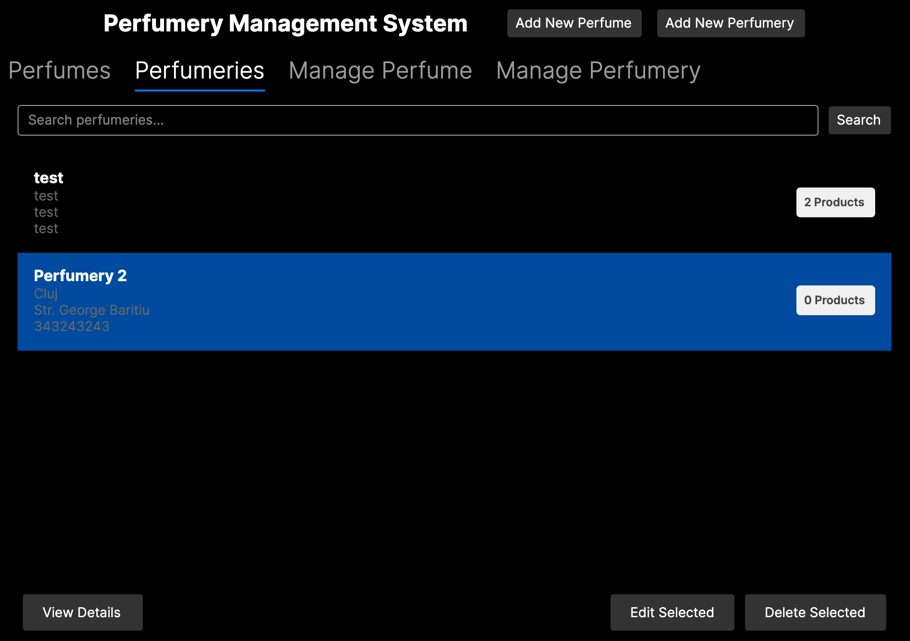 Perfumery Management System
Add New Perfume
Add New Perfumery
Perfumes
Perfumeries
Manage Perfume
Manage Perfumery
Search perfumeries...
Search
test
test
test
test
2 Products
Perfumery 2
Cluj
Str. George Baritiu
343243243
0 Products
View Details
Edit Selected
Delete Selected